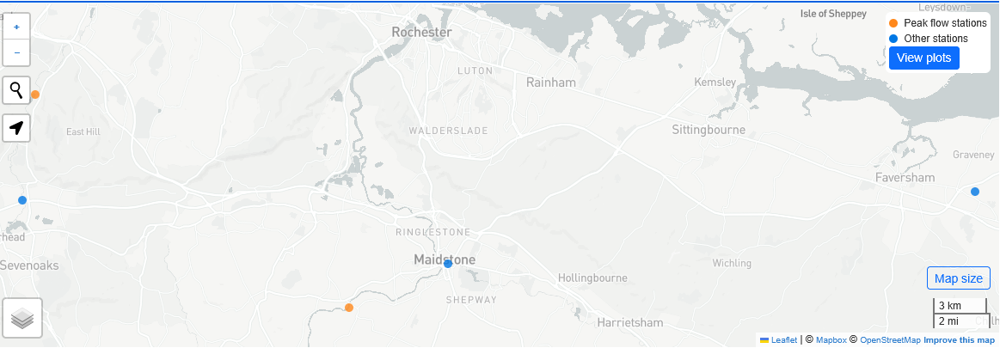 Leysdown-
Isle of Sheppey
Rochester
Peak flow stations
Other stations
View plots
LUTON
Rainham
Kemsley
East Hill
WALDERSLADE
Sittingbourne
Graveney
Faversham
RINGLESTONE
Maidstone
Sevenoaks
Wichling
Hollingbourne
Map size
SHEPWAY
3 km
2 mi
Harrietsham
Leaflet | © Mapbox © OpenStreetMap Improve this map